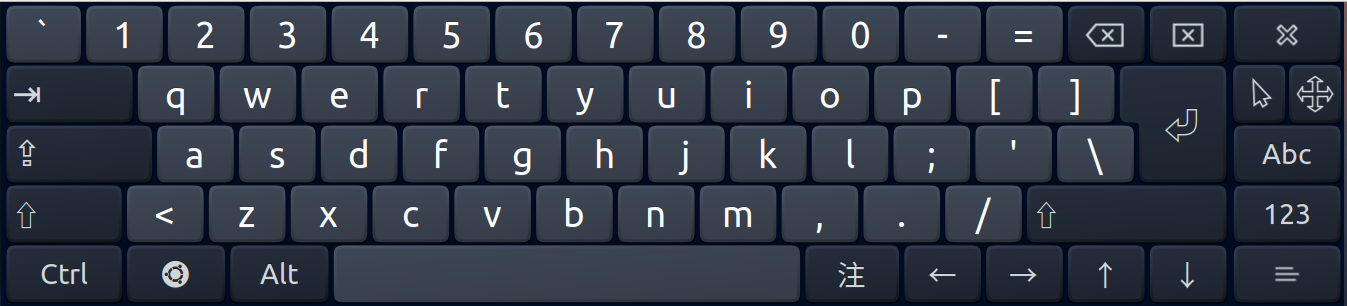 ` 1 2 3 4 5 6 7 8 9 0 - =
q w e r t y u i o p [ ]
a s d f g h j k l ; ' \ Abc
< z x c v b n m , . / 123
Ctrl Alt 注 ← → ↑ ↓